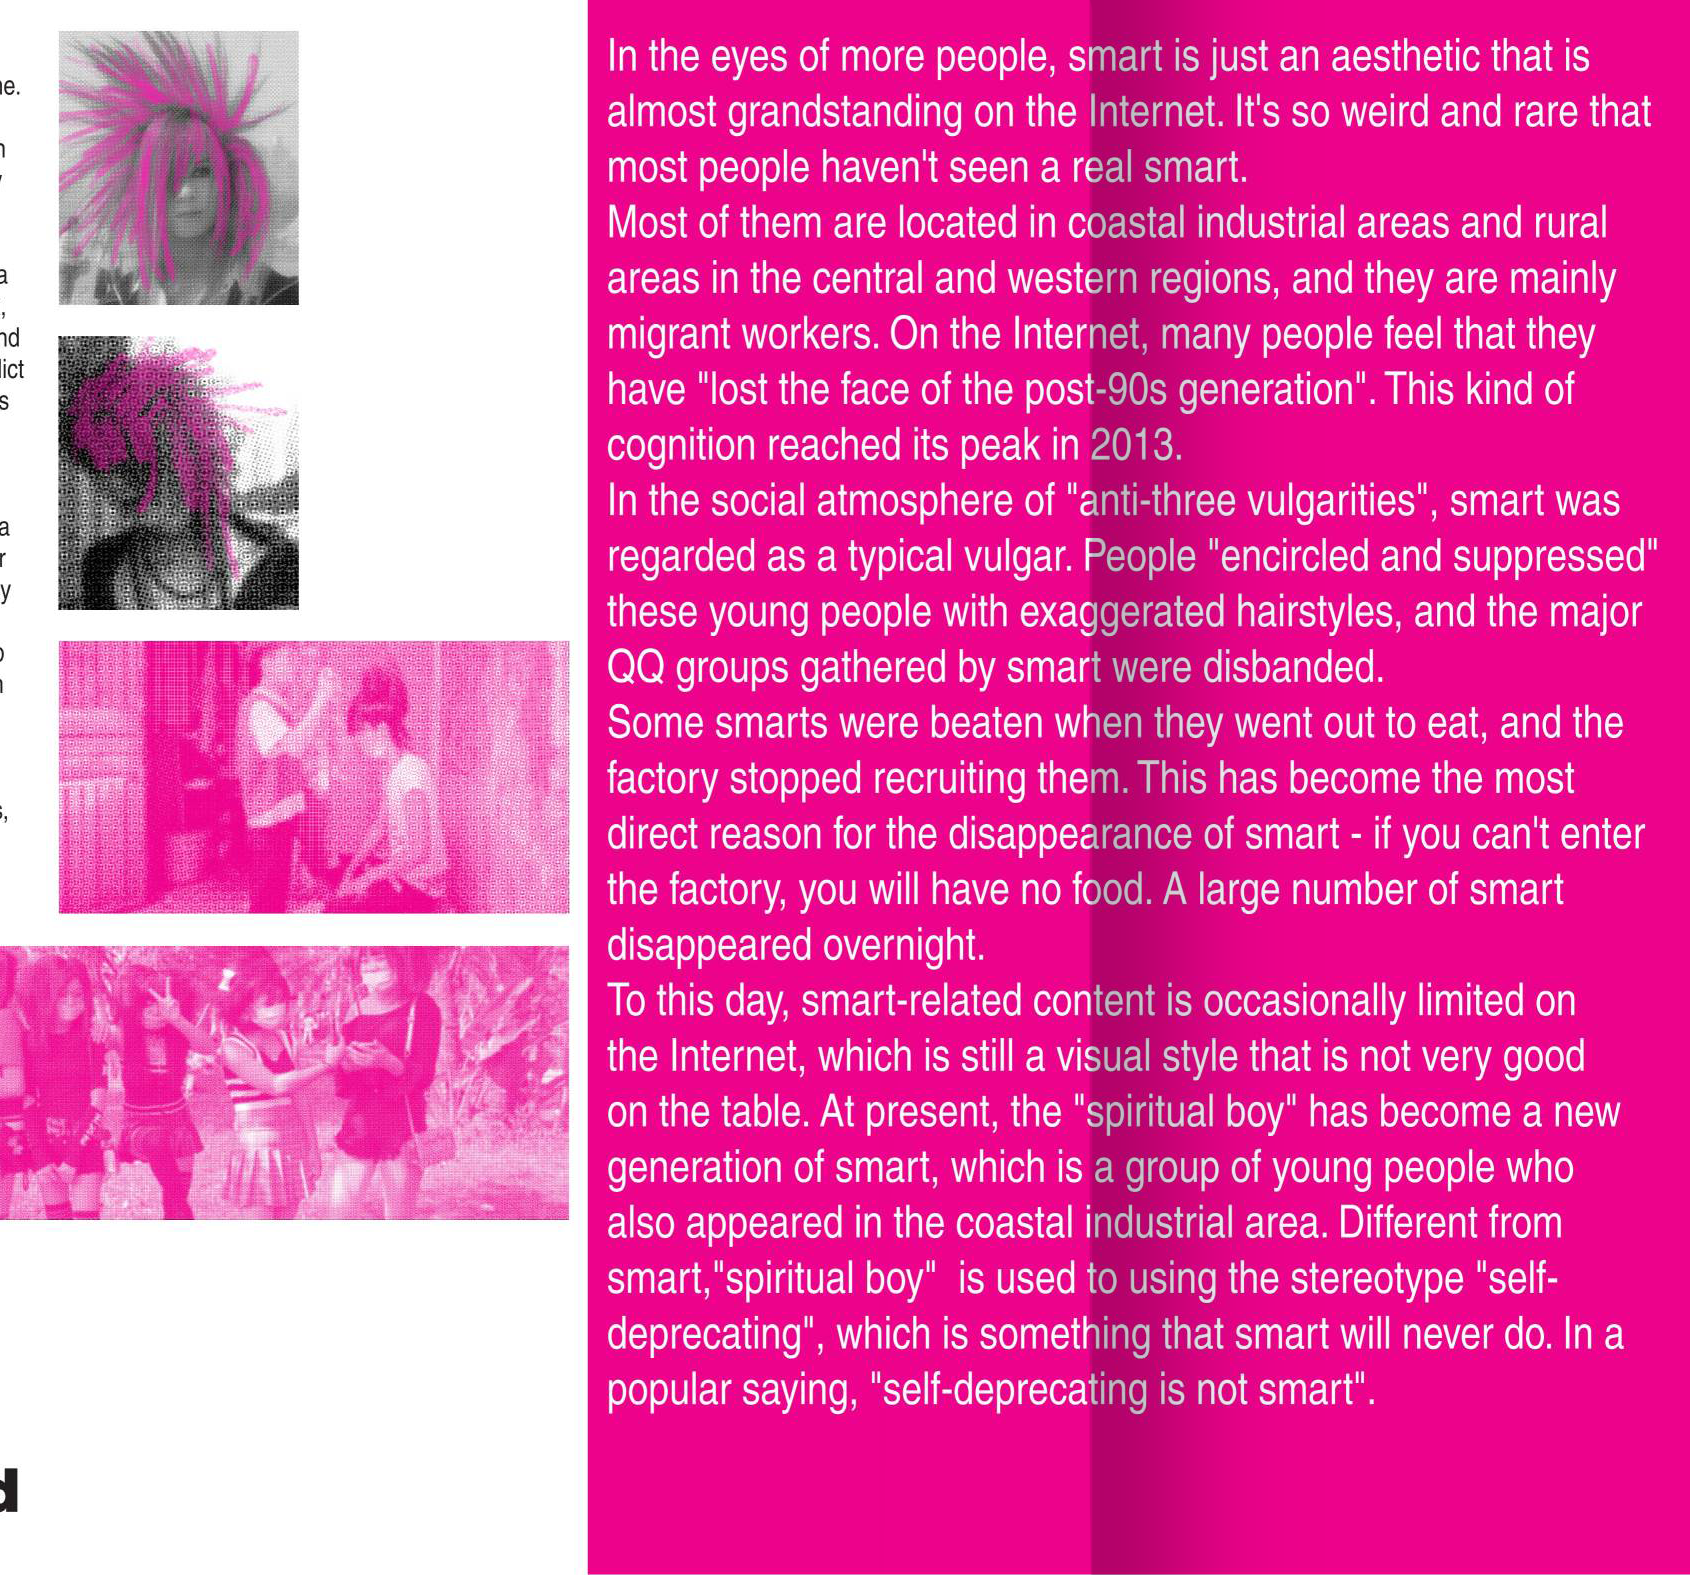 In the eyes of more people, smart is just an aesthetic that is
almost grandstanding on the Internet. It's so weird and rare that
most people haven't seen a real smart.
Most of them are located in coastal industrial areas and rural
areas in the central and western regions, and they are mainly
migrant workers. On the Internet, many people feel that they
have "lost the face of the post-90s generation". This kind of
cognition reached its peak in 2013.
In the social atmosphere of "anti-three vulgarities", smart was
regarded as a typical vulgar. People "encircled and suppressed"
these young people with exaggerated hairstyles, and the major
QQ groups gathered by smart were disbanded.
Some smarts were beaten when they went out to eat, and the
factory stopped recruiting them. This has become the most
direct reason for the disappearance of smart - if you can't enter
the factory, you will have no food. A large number of smart
disappeared overnight.
To this day, smart-related content is occasionally limited on
the Internet, which is still a visual style that is not very good
on the table. At present, the "spiritual boy" has become a new
generation of smart, which is a group of young people who
also appeared in the coastal industrial area. Different from
smart,"spiritual boy"  is used to using the stereotype "self-
deprecating", which is something that smart will never do. In a
popular saying, "self-deprecating is not smart".